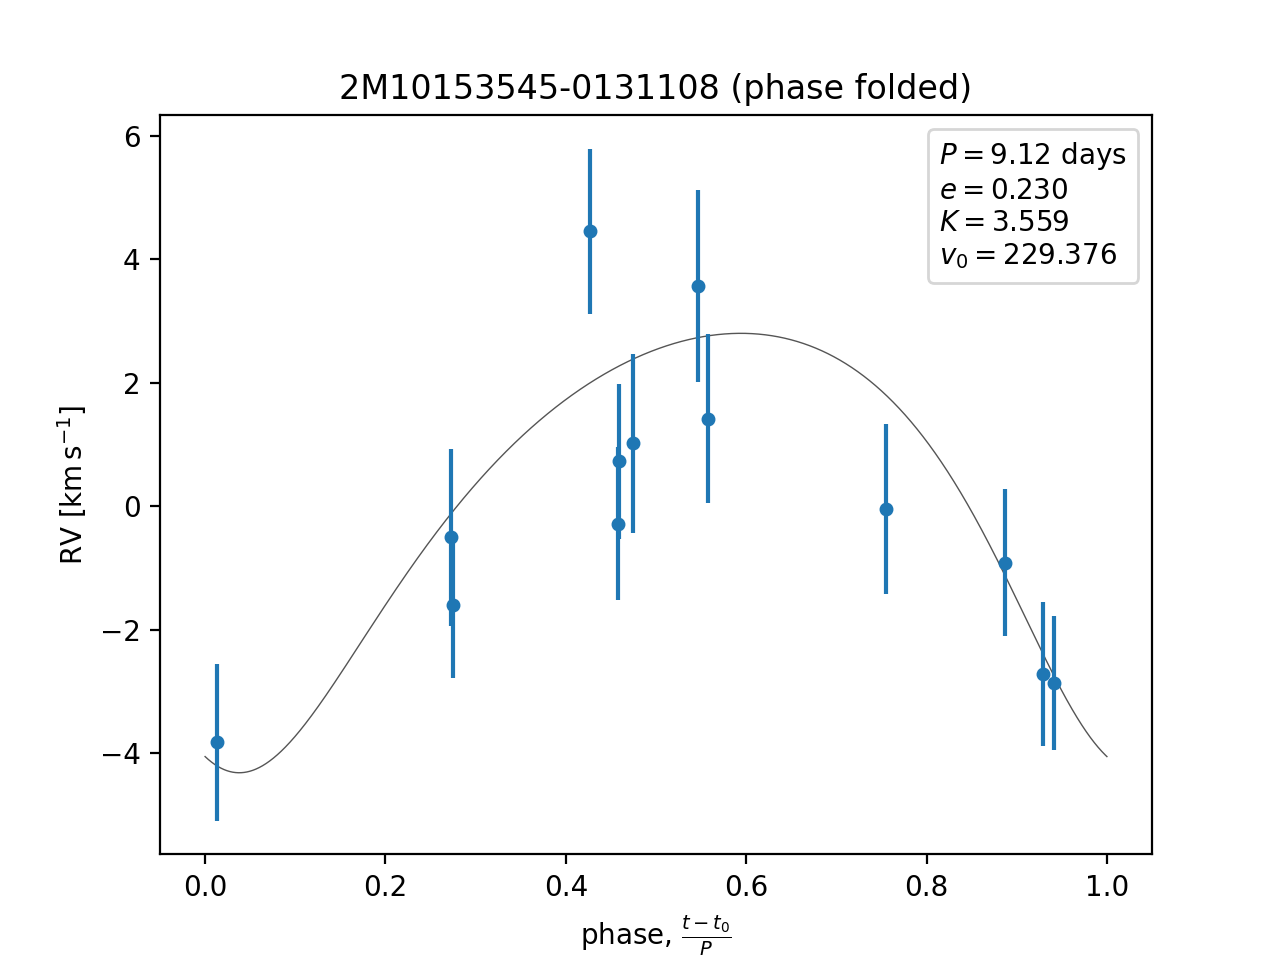 2M10153545-0131108 (phase folded)
P = 9.12 days
e = 0.230
K = 3.559
v₀ = 229.376
RV [km s⁻¹]
6
4
2
0
−2
−4
0.0 0.2 0.4 0.6 0.8 1.0
phase, (t − t₀)/P